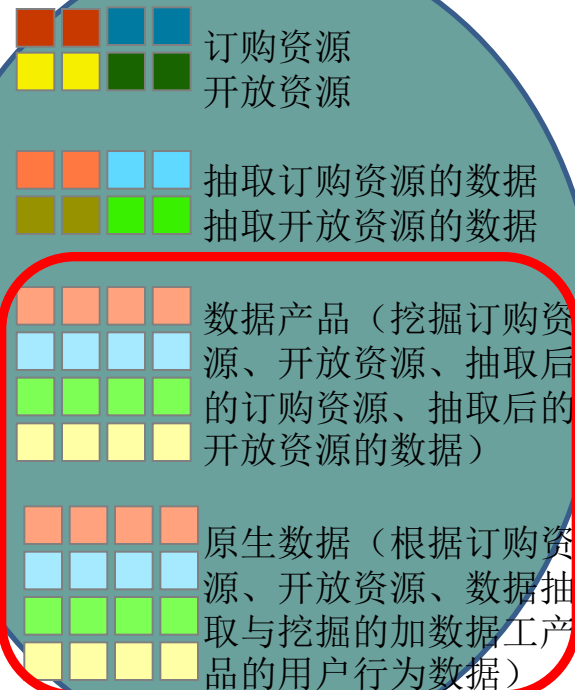 订购资源
开放资源
抽取订购资源的数据
抽取开放资源的数据
数据产品（挖掘订购资
源、开放资源、抽取后
的订购资源、抽取后的
开放资源的数据）
原生数据（根据订购资
源、开放资源、数据抽
取与挖掘的加数据工产
品的用户行为数据）